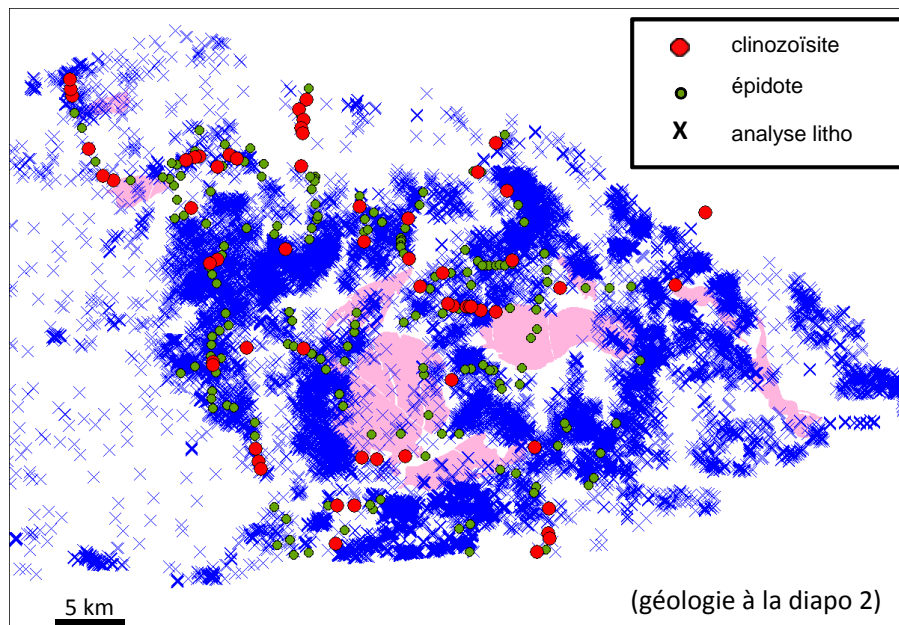 clinozoïsite
épidote
X analyse litho
5 km
(géologie à la diapo 2)